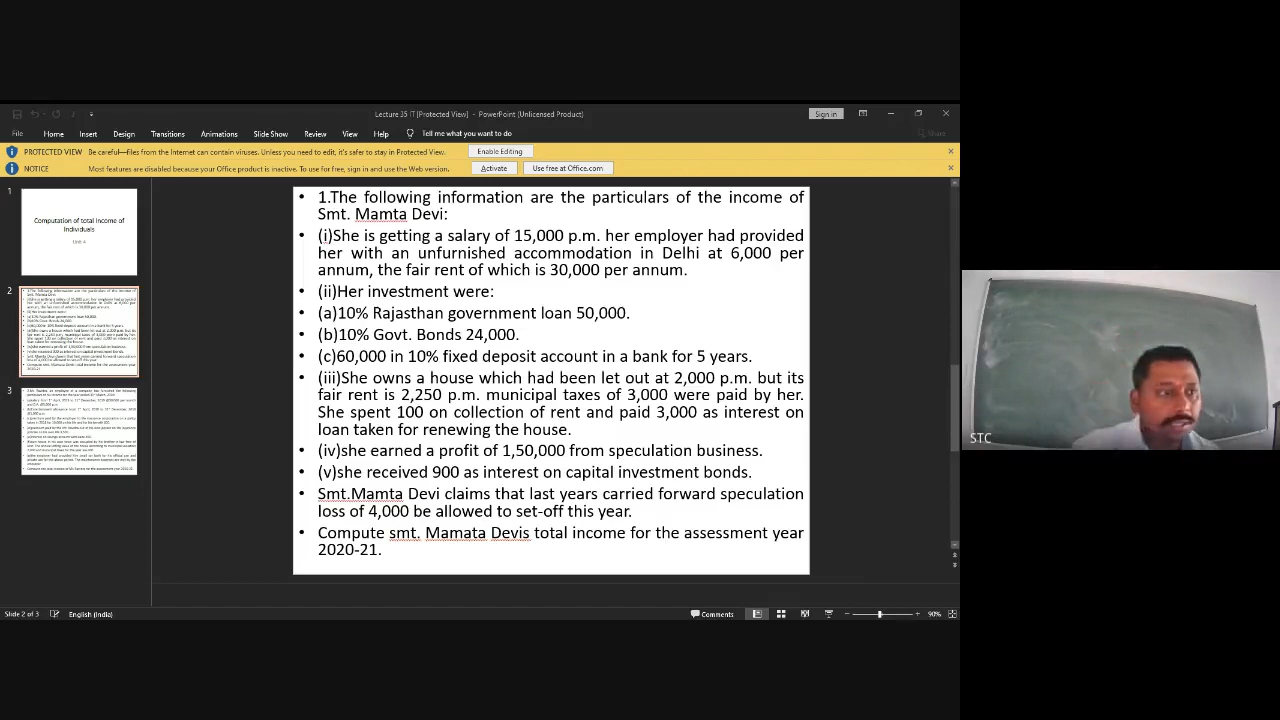 Lecture 35 IT [Protected View] - PowerPoint (Unlicensed Product)
Sign in
File Home Insert Design Transitions Animations Slide Show Review View Help Tell me what you want to do
Share
PROTECTED VIEW Be careful—files from the Internet can contain viruses. Unless you need to edit, it's safer to stay in Protected View. Enable Editing
NOTICE Most features are disabled because your Office product is inactive. To use for free, sign in and use the Web version. Activate Use free at Office.com
1
Computation of total Income of
Individuals
Unit 4
2
3
• 1.The following information are the particulars of the income of
Smt. Mamta Devi:
• (i)She is getting a salary of 15,000 p.m. her employer had provided
her with an unfurnished accommodation in Delhi at 6,000 per
annum, the fair rent of which is 30,000 per annum.
• (ii)Her investment were:
• (a)10% Rajasthan government loan 50,000.
• (b)10% Govt. Bonds 24,000.
• (c)60,000 in 10% fixed deposit account in a bank for 5 years.
• (iii)She owns a house which had been let out at 2,000 p.m. but its
fair rent is 2,250 p.m. municipal taxes of 3,000 were paid by her.
She spent 100 on collection of rent and paid 3,000 as interest on
loan taken for renewing the house.
• (iv)she earned a profit of 1,50,000 from speculation business.
• (v)she received 900 as interest on capital investment bonds.
• Smt.Mamta Devi claims that last years carried forward speculation
loss of 4,000 be allowed to set-off this year.
• Compute smt. Mamata Devis total income for the assessment year
2020-21.
STC
Slide 2 of 3 English (India) Comments 90%